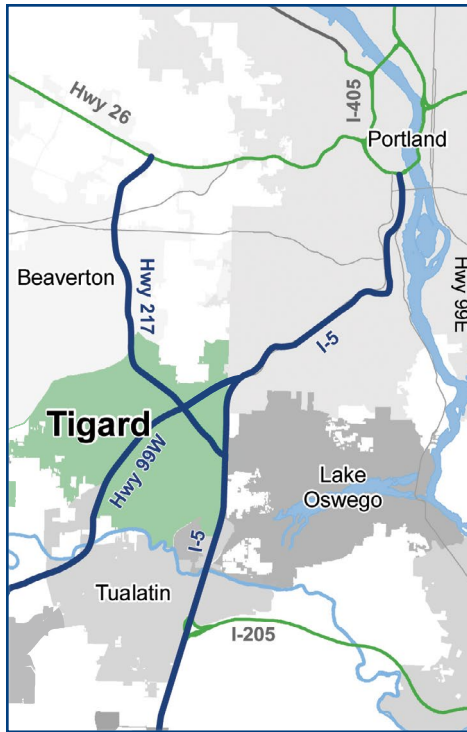 Hwy 26
I-405
Portland
Beaverton
Hwy 217
Hwy 99E
I-5
Tigard
Hwy 99W
Lake
Oswego
I-5
Tualatin
I-205